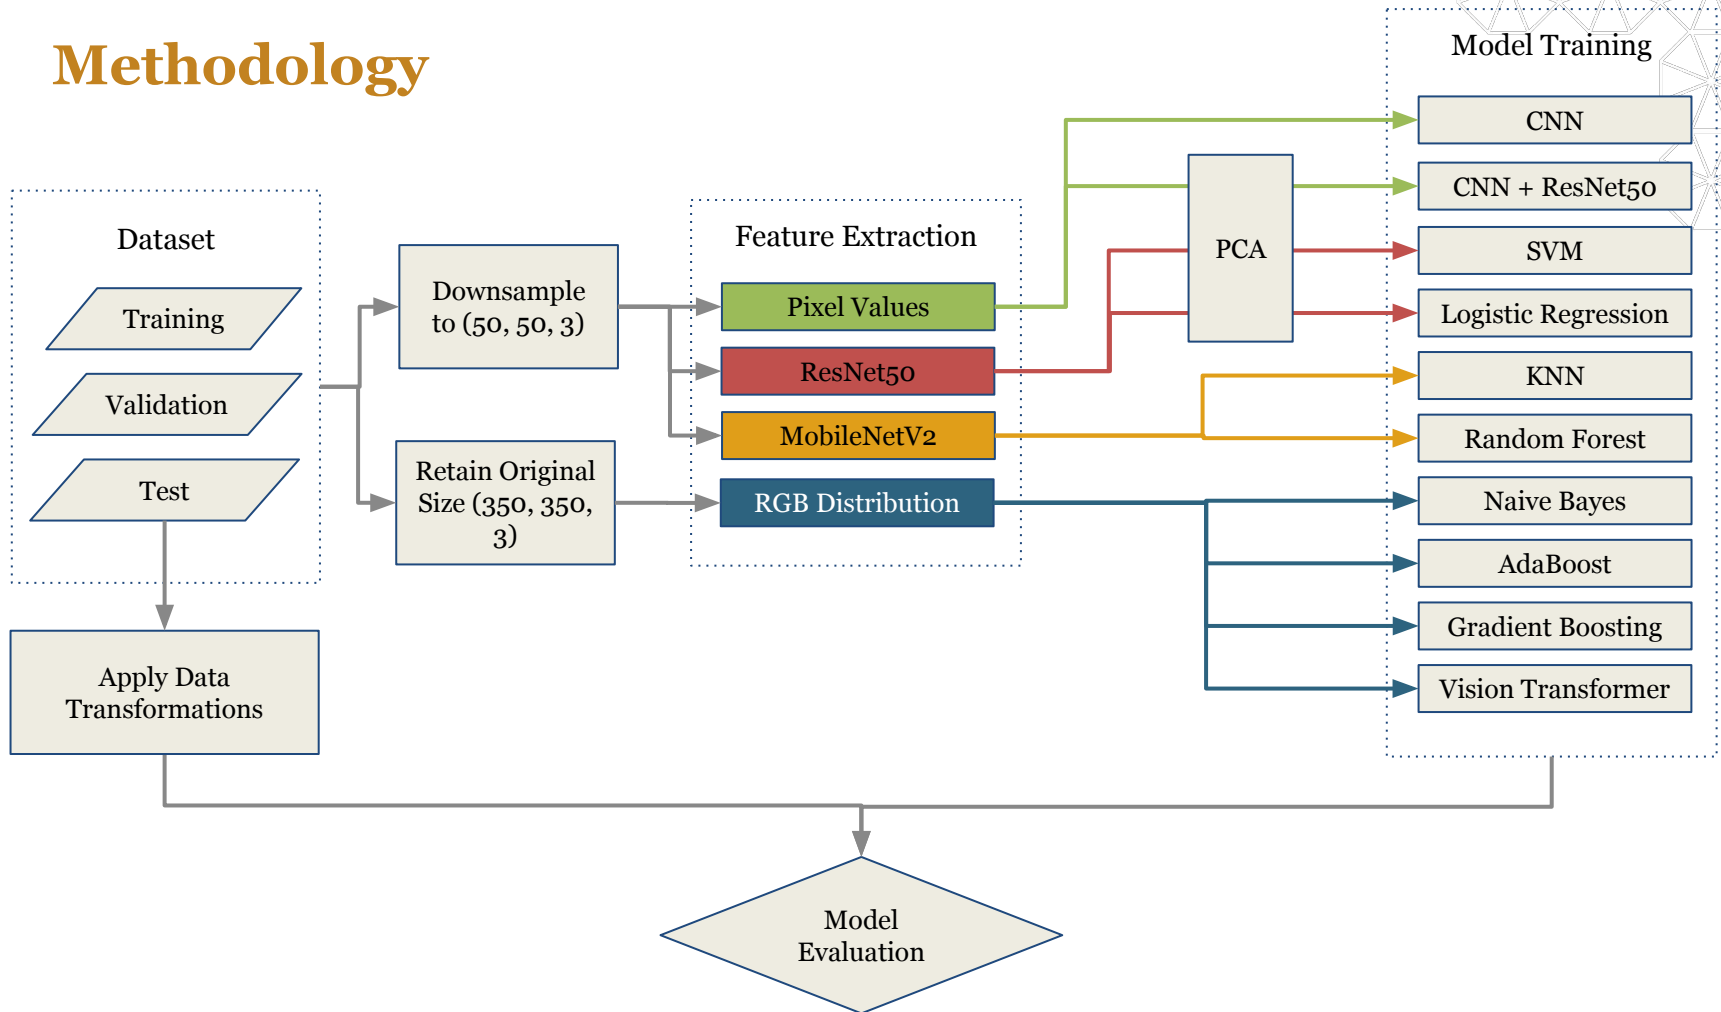 Methodology
Dataset
Training
Validation
Test
Apply Data
Transformations
Downsample
to (50, 50, 3)
Retain Original
Size (350, 350,
3)
Feature Extraction
Pixel Values
ResNet50
MobileNetV2
RGB Distribution
PCA
Model Training
CNN
CNN + ResNet50
SVM
Logistic Regression
KNN
Random Forest
Naive Bayes
AdaBoost
Gradient Boosting
Vision Transformer
Model
Evaluation